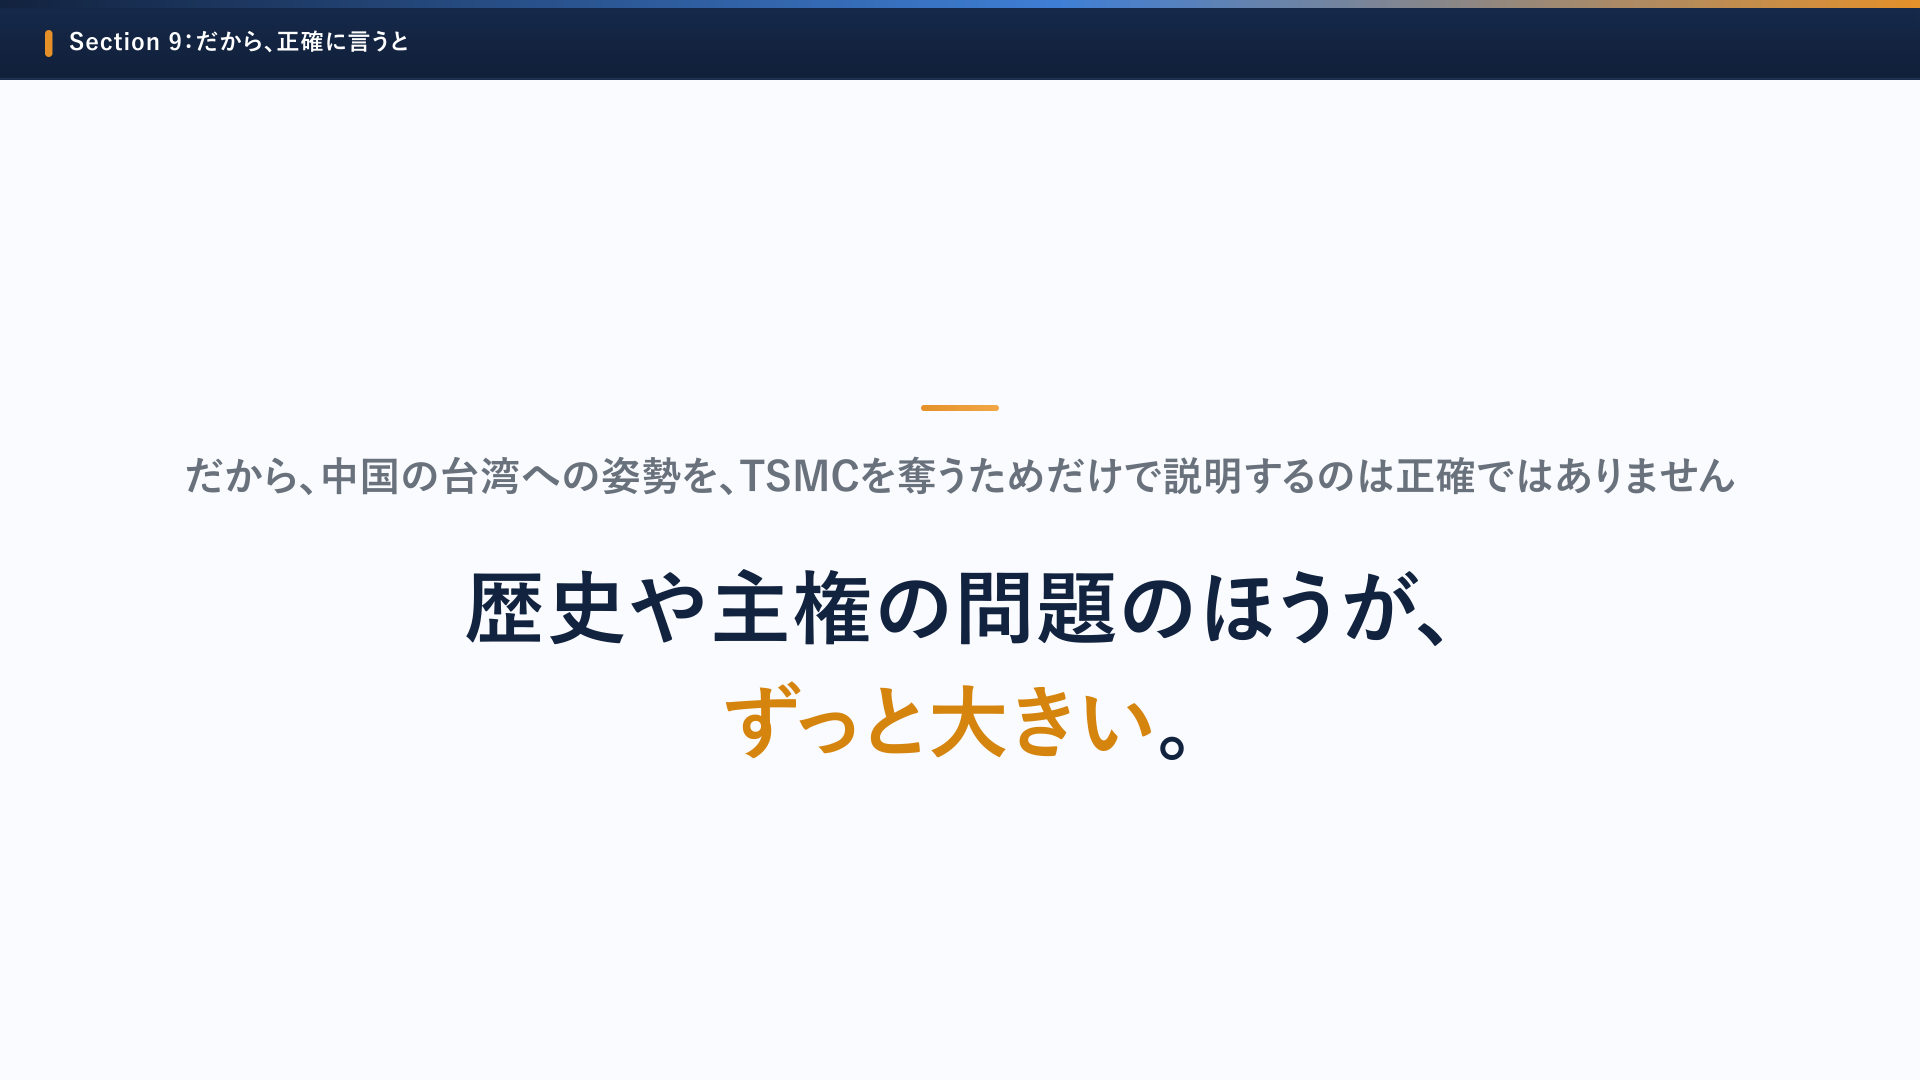 Section 9：だから、正確に言うと
だから、中国の台湾への姿勢を、TSMCを奪うためだけで説明するのは正確ではありません
歴史や主権の問題のほうが、
ずっと大きい。